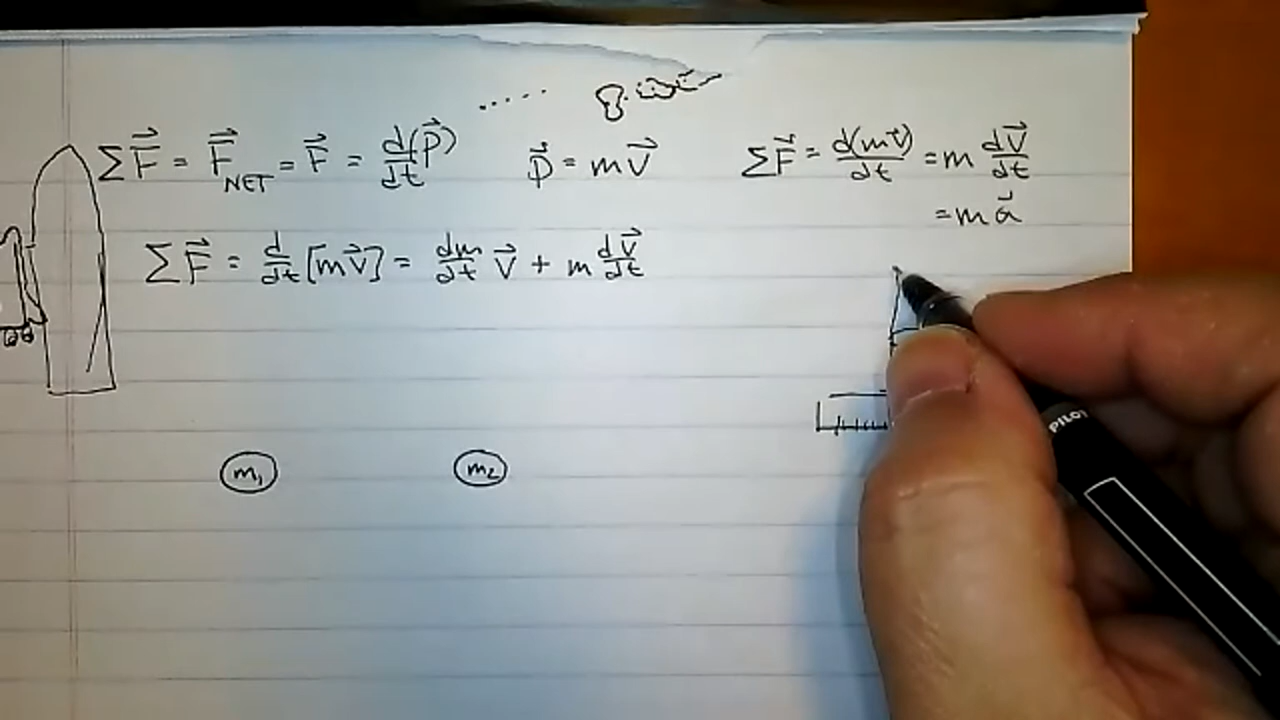 ΣF⃗ = F⃗_NET = F⃗ = d(p⃗)/dt    p⃗ = mv⃗    ΣF⃗ = d(mv⃗)/dt = m dv⃗/dt
= ma⃗
ΣF⃗ = d/dt [mv⃗] = dm/dt v⃗ + m dv⃗/dt
m₁    m₂
PILOT